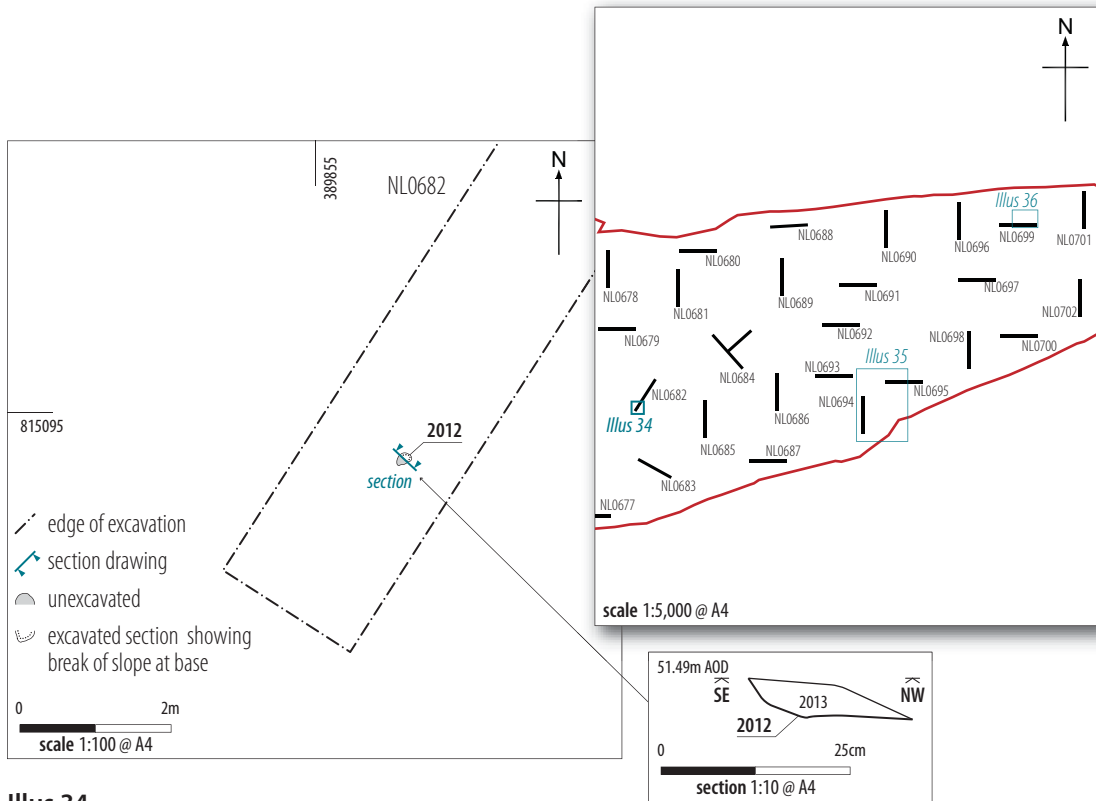 389855
N
NL0682
815095
2012
section
edge of excavation
section drawing
unexcavated
excavated section showing
break of slope at base
0 2m
scale 1:100 @ A4
N
Illus 36
NL0688
NL0690
NL0696
NL0699
NL0701
NL0680
NL0678
NL0681
NL0689
NL0691
NL0697
NL0702
NL0679
NL0692
NL0698
NL0700
NL0684
NL0693
Illus 35
NL0682
NL0686
NL0694
NL0695
Illus 34
NL0685
NL0687
NL0683
NL0677
scale 1:5,000 @ A4
51.49m AOD
SE
NW
2013
2012
0 25cm
section 1:10 @ A4
Illus 34